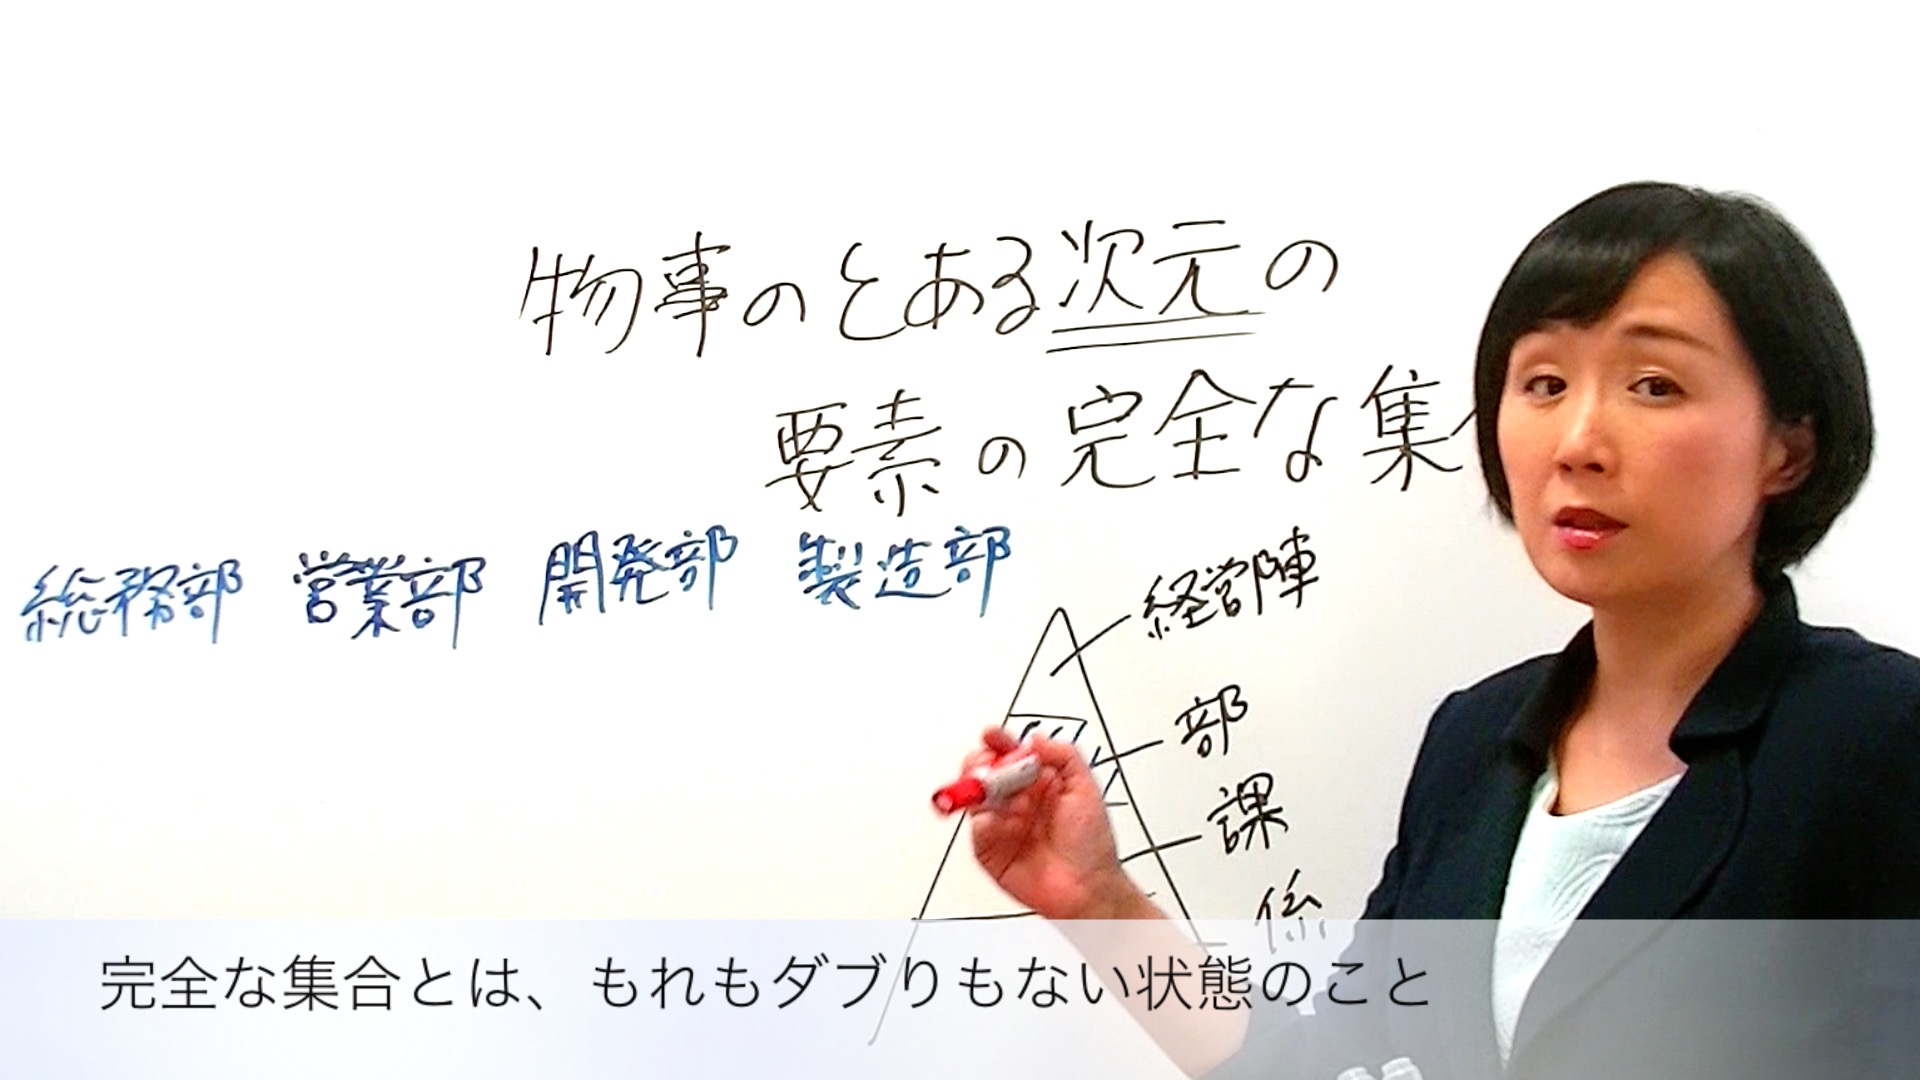 物事のとある次元の
要素の完全な集
総務部 営業部 開発部 製造部
経営陣
部
課
係
完全な集合とは、もれもダブりもない状態のこと